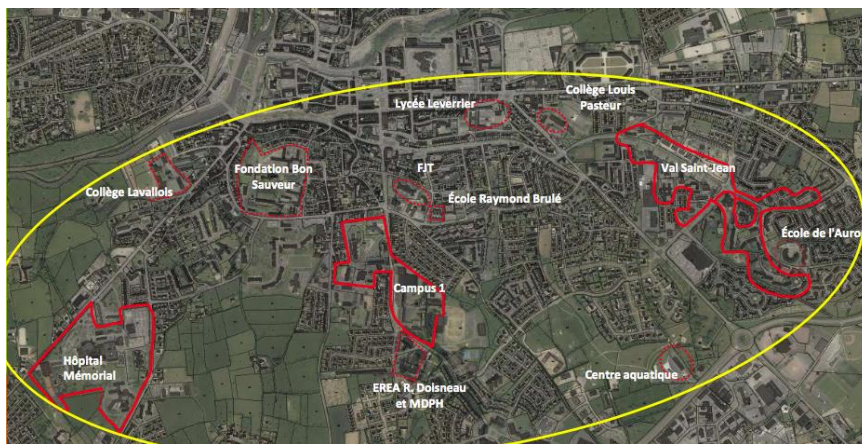 Lycée Leverrier
Collège Louis
Pasteur
Fondation Bon
Sauveur
FJT
Val Saint-Jean
Collège Lavallois
École Raymond Brulé
École de l'Auro
Campus 1
Hôpital
Mémorial
Centre aquatique
EREA R. Doisneau
et MDPH